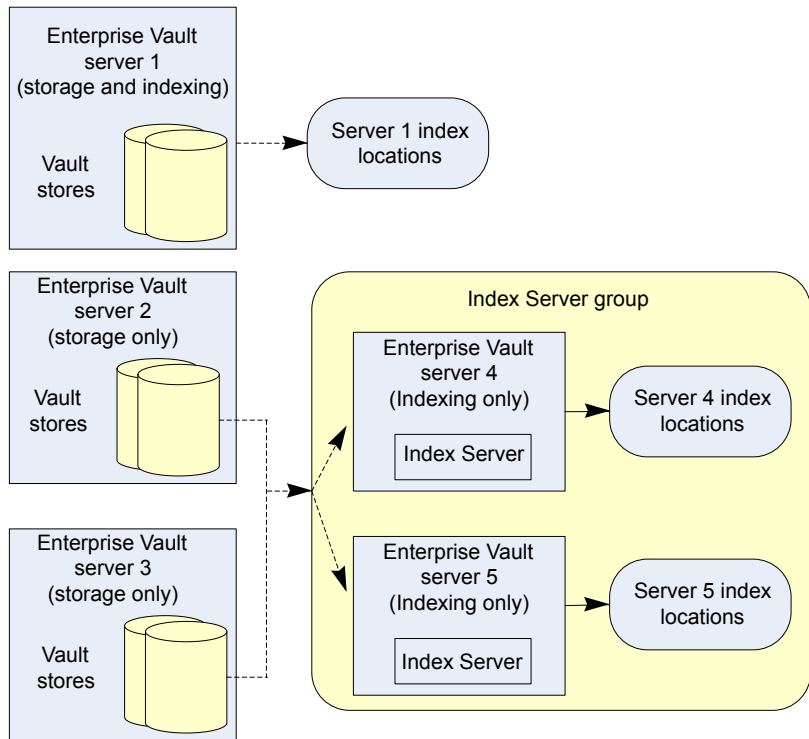 Enterprise Vault
server 1
(storage and indexing)
Vault
stores
Server 1 index
locations
Enterprise Vault
server 2
(storage only)
Vault
stores
Enterprise Vault
server 3
(storage only)
Vault
stores
Index Server group
Enterprise Vault
server 4
(Indexing only)
Index Server
Server 4 index
locations
Enterprise Vault
server 5
(Indexing only)
Index Server
Server 5 index
locations